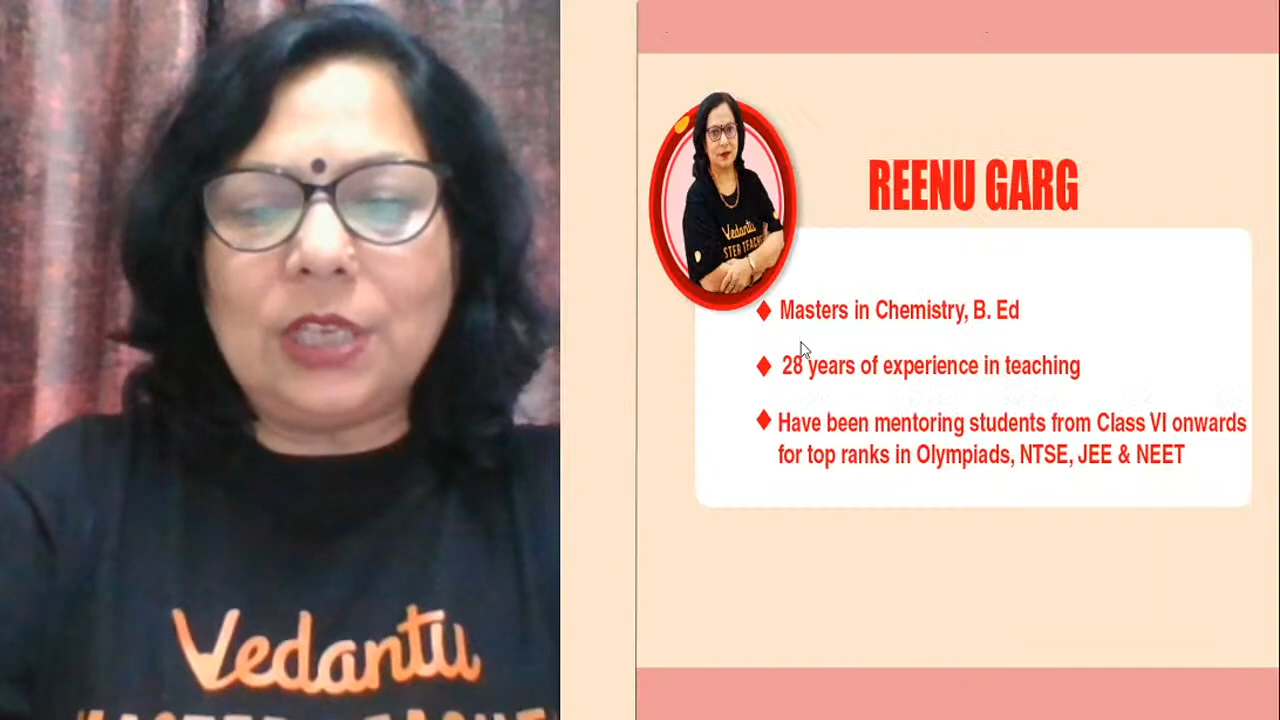 Vedantu
REENU GARG
Vedantu
Masters in Chemistry, B. Ed
28 years of experience in teaching
Have been mentoring students from Class VI onwards
for top ranks in Olympiads, NTSE, JEE & NEET